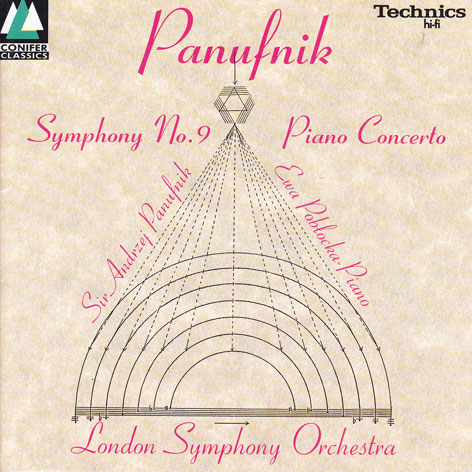 CONIFER
CLASSICS
Technics
hi-fi
Panufnik
Symphony No.9
Piano Concerto
Sir Andrzej Panufnik
Ewa Pobłocka-Piano
London Symphony Orchestra